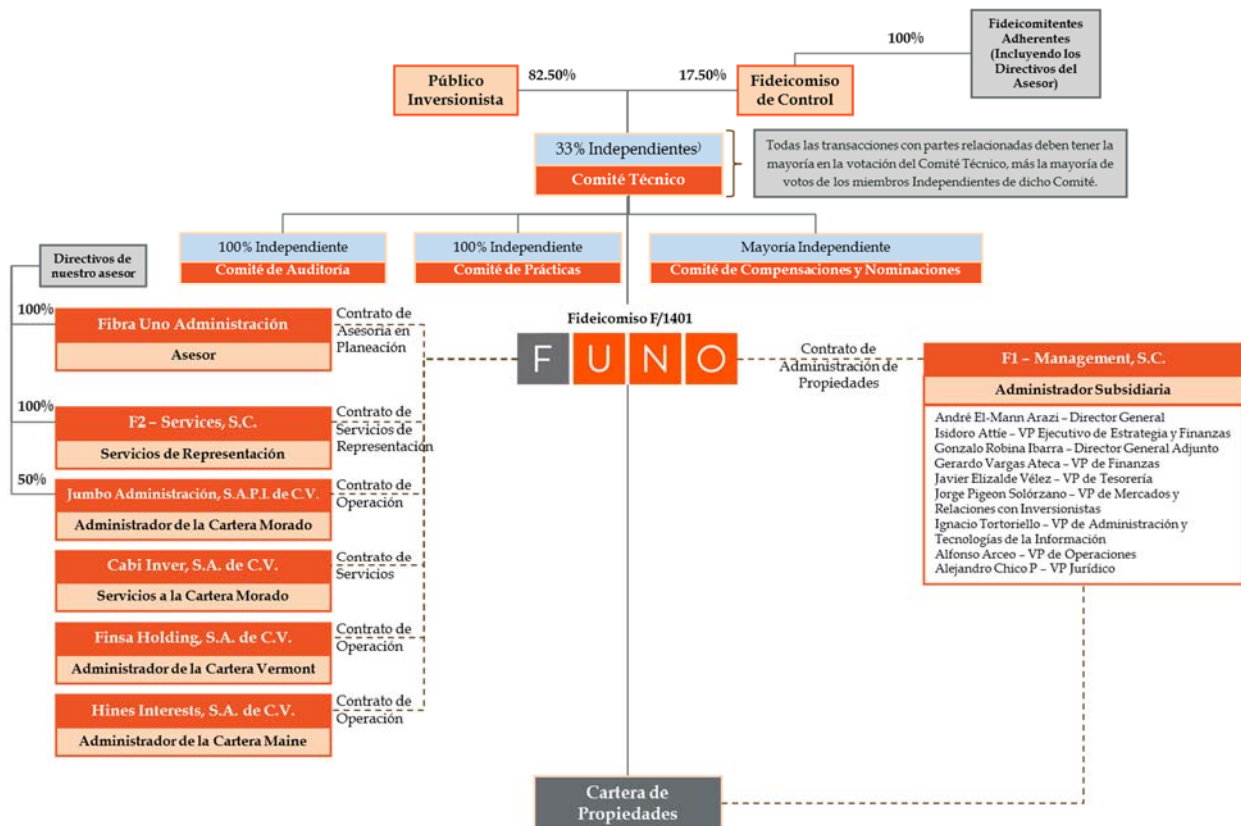 Fideicomitentes
Adherentes
(Incluyendo los
Directivos del
Asesor)
100%
Público
Inversionista
82.50%
17.50%
Fideicomiso
de Control
33% Independientes)
Comité Técnico
Todas las transacciones con partes relacionadas deben tener la
mayoría en la votación del Comité Técnico, más la mayoría de
votos de los miembros Independientes de dicho Comité.
100% Independiente
Comité de Auditoría
100% Independiente
Comité de Prácticas
Mayoría Independiente
Comité de Compensaciones y Nominaciones
Directivos de
nuestro asesor
100%
Fibra Uno Administración
Asesor
Contrato de
Asesoría en
Planeación
100%
F2 – Services, S.C.
Servicios de Representación
Contrato de
Servicios de
Representación
50%
Jumbo Administración, S.A.P.I. de C.V.
Administrador de la Cartera Morado
Contrato de
Operación
Cabi Inver, S.A. de C.V.
Servicios a la Cartera Morado
Contrato de
Servicios
Finsa Holding, S.A. de C.V.
Administrador de la Cartera Vermont
Contrato de
Operación
Hines Interests, S.A. de C.V.
Administrador de la Cartera Maine
Contrato de
Operación
Fideicomiso F/1401
FUNO
Contrato de
Administración de
Propiedades
F1 – Management, S.C.
Administrador Subsidiaria
André El-Mann Arazi – Director General
Isidoro Attíe – VP Ejecutivo de Estrategia y Finanzas
Gonzalo Robina Ibarra – Director General Adjunto
Gerardo Vargas Ateca – VP de Finanzas
Javier Elizalde Vélez – VP de Tesorería
Jorge Pigeon Solórzano – VP de Mercados y
Relaciones con Inversionistas
Ignacio Tortoriello – VP de Administración y
Tecnologías de la Información
Alfonso Arceo – VP de Operaciones
Alejandro Chico P – VP Jurídico
Cartera de
Propiedades